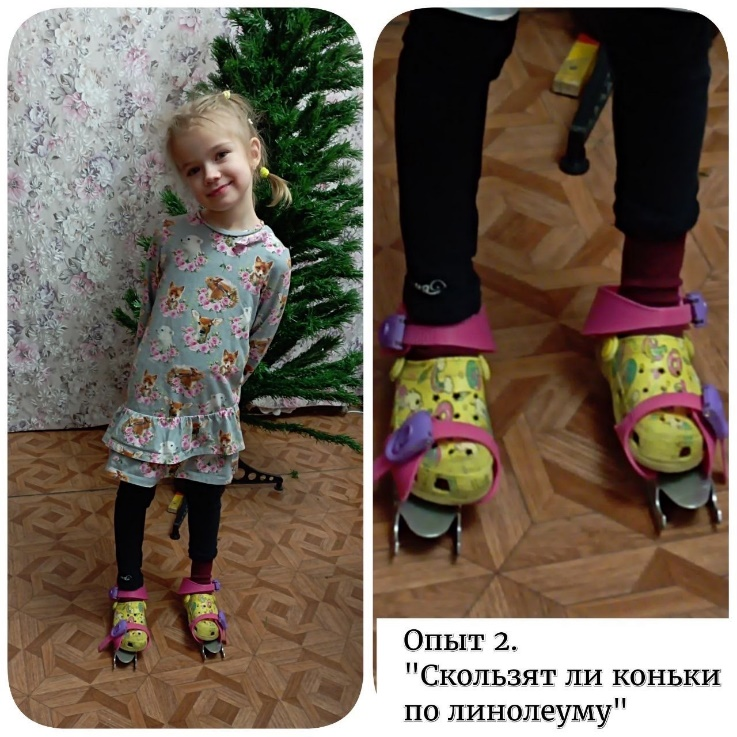 Опыт 2.
"Скользят ли коньки
по линолеуму"